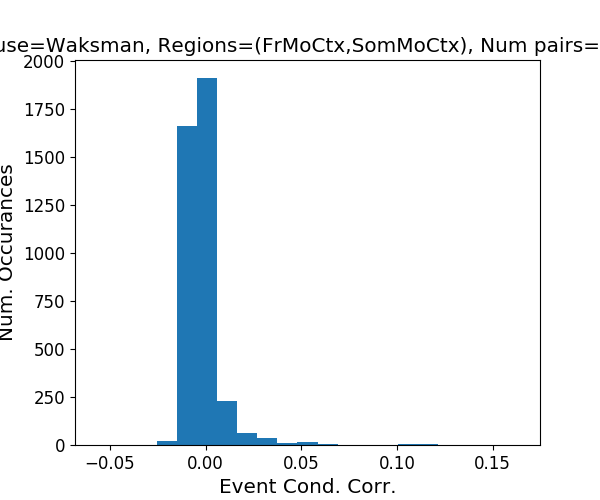 use=Waksman, Regions=(FrMoCtx,SomMoCtx), Num pairs=
2000
1750
1500
1250
1000
750
500
250
0
Num. Occurances
−0.05 0.00 0.05 0.10 0.15
Event Cond. Corr.